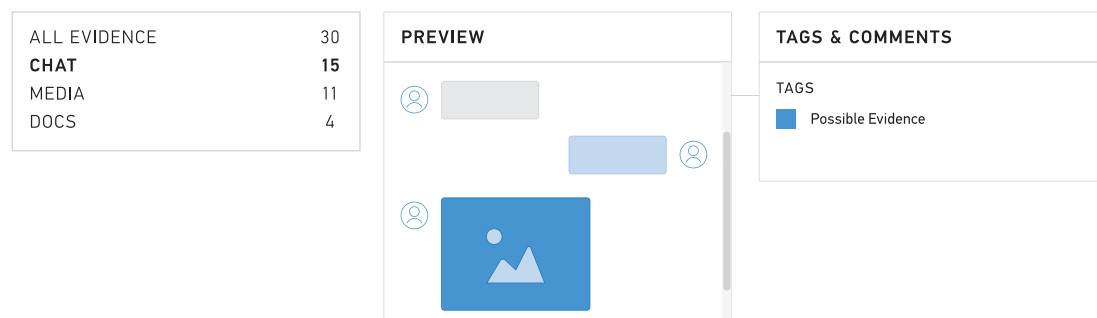 ALL EVIDENCE 30
CHAT 15
MEDIA 11
DOCS 4
PREVIEW
TAGS & COMMENTS
TAGS
Possible Evidence